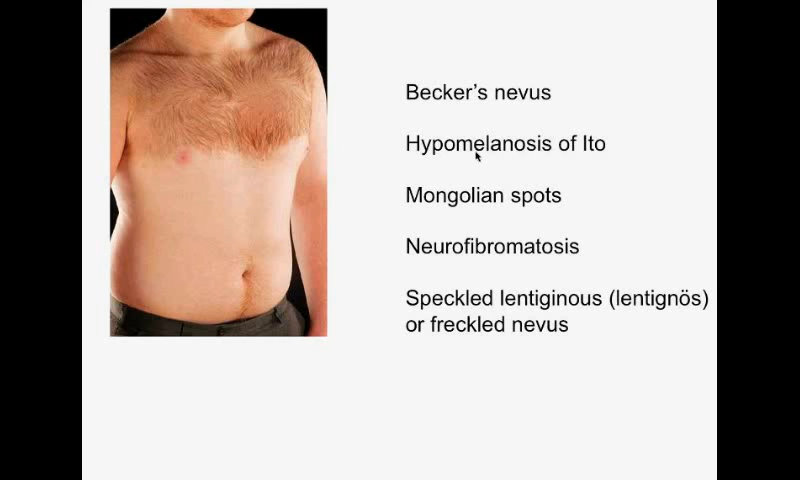 Becker's nevus
Hypomelanosis of Ito
Mongolian spots
Neurofibromatosis
Speckled lentiginous (lentignös)
or freckled nevus